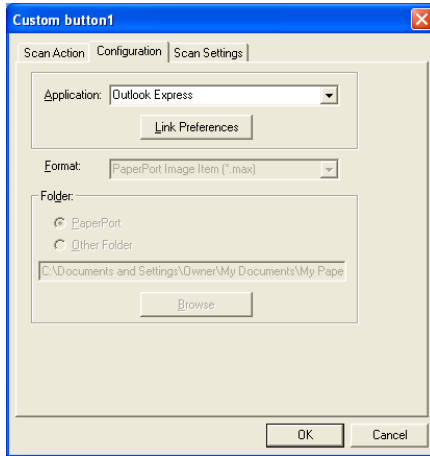 Custom button1
Scan Action Configuration Scan Settings
Application: Outlook Express
Link Preferences
Format: PaperPort Image Item (*.max)
Folder:
PaperPort
Other Folder
C:\Documents and Settings\Owner\My Documents\My Pape
Browse
OK Cancel